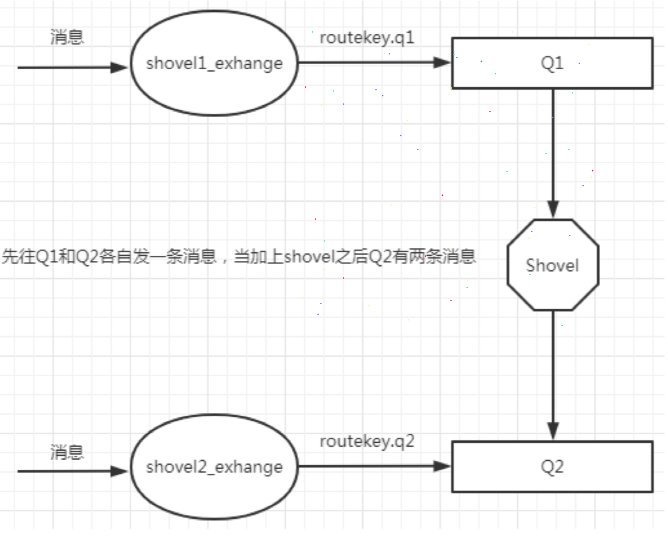 消息
shovel1_exhange
routekey.q1
Q1
先往Q1和Q2各自发一条消息，当加上shovel之后Q2有两条消息
Shovel
消息
shovel2_exhange
routekey.q2
Q2